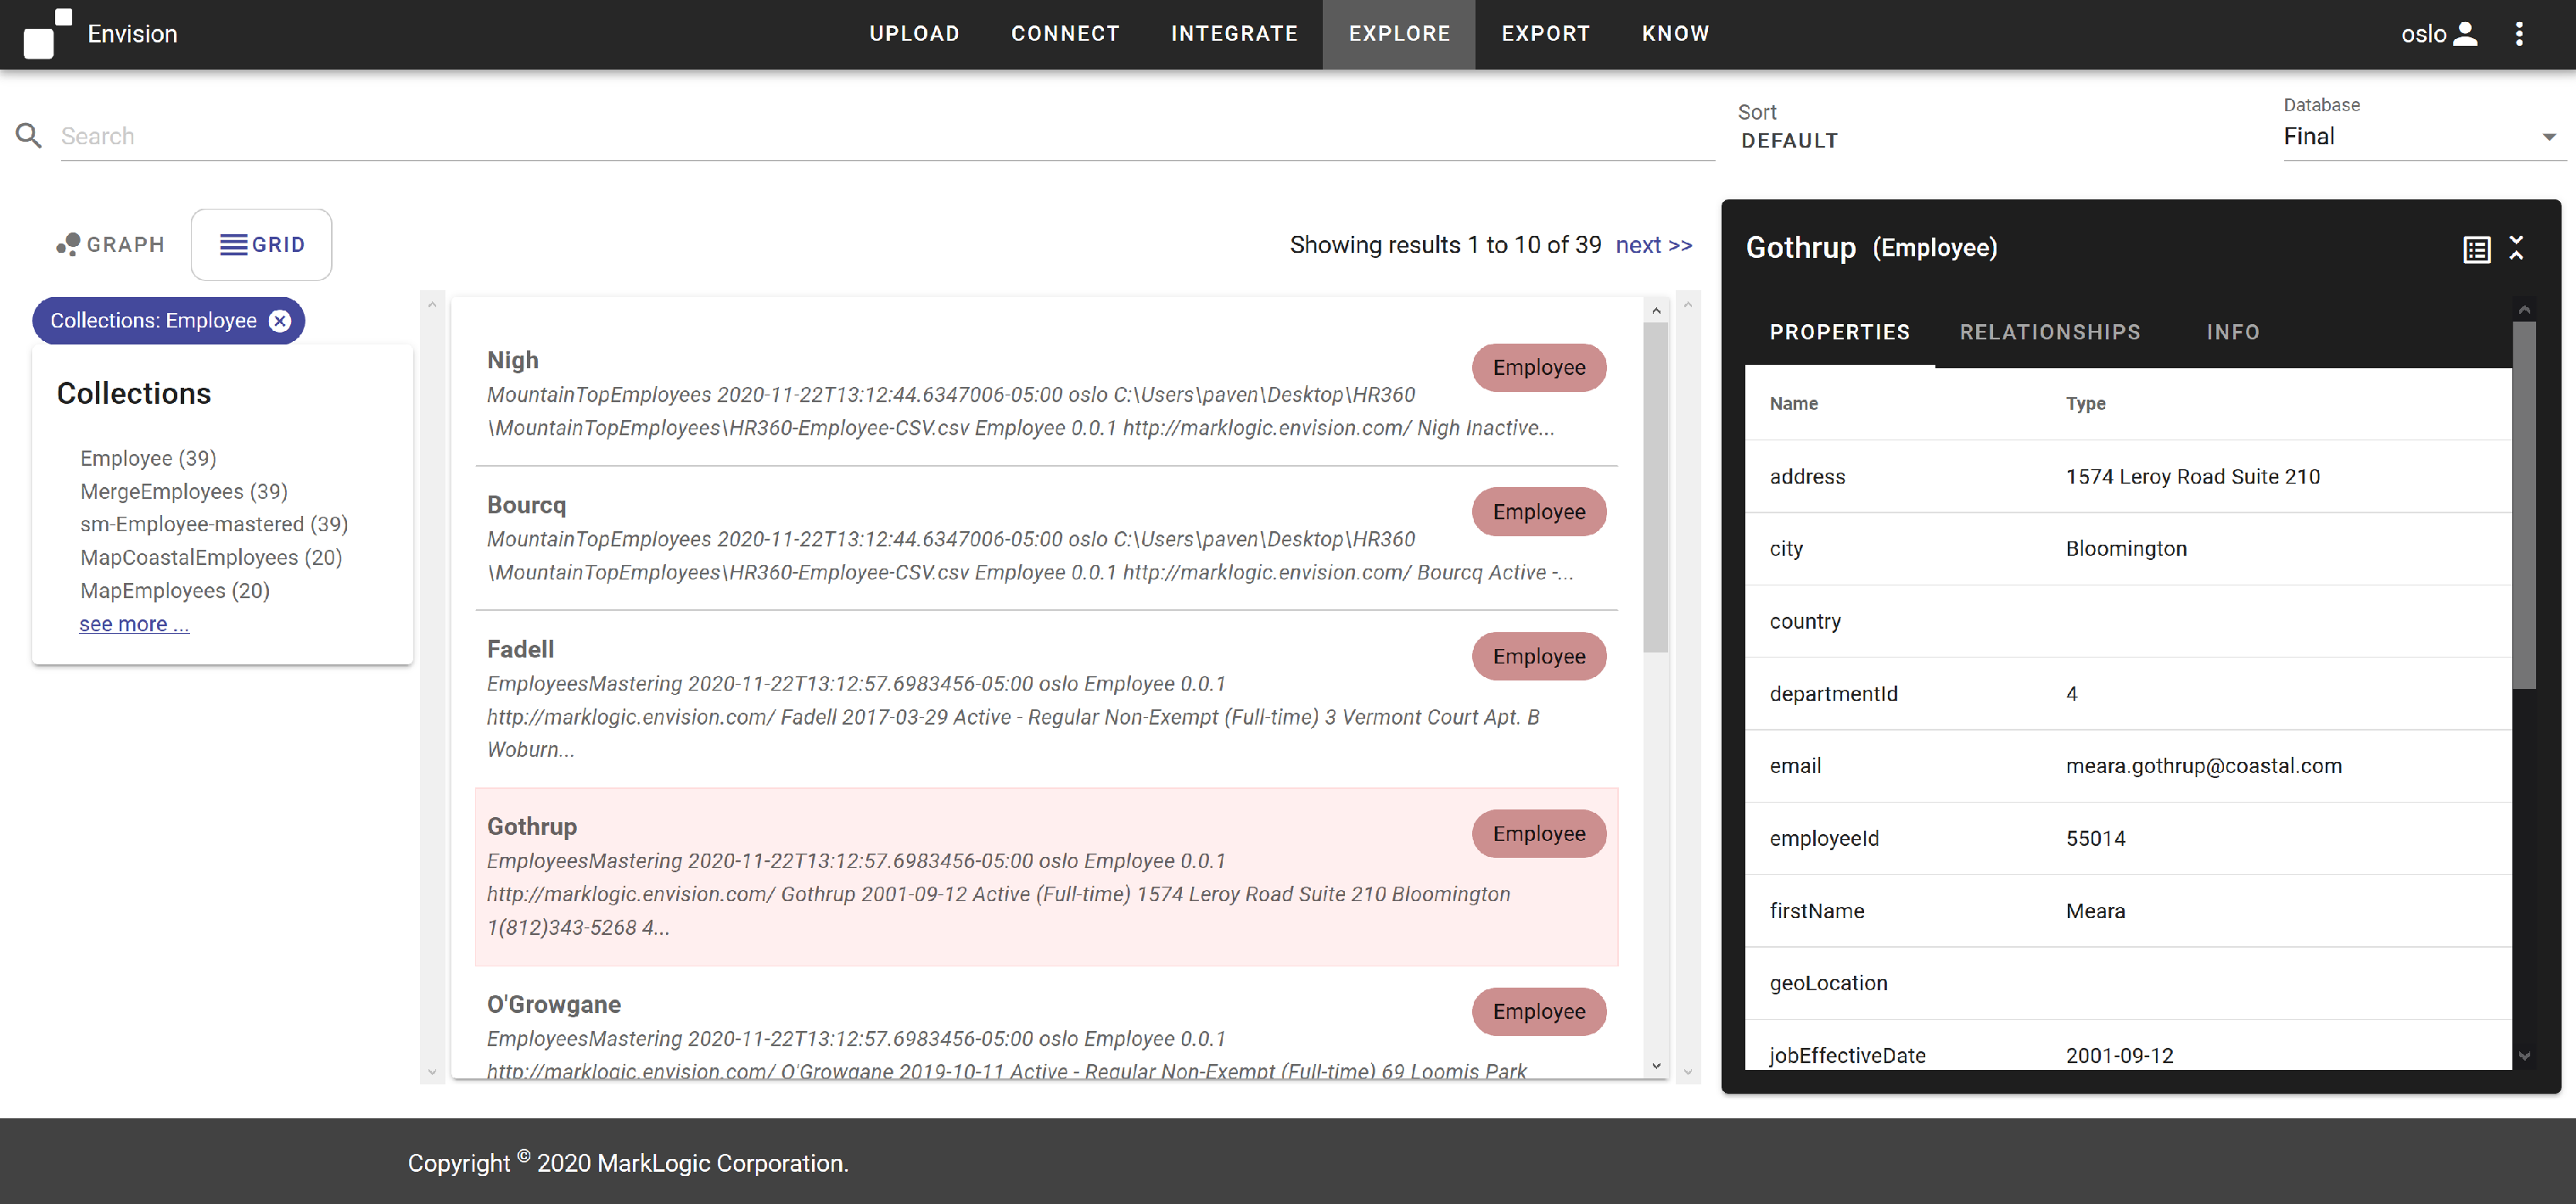 Envision
UPLOAD CONNECT INTEGRATE EXPLORE EXPORT KNOW
oslo
Search
Sort
DEFAULT
Database
Final
GRAPH GRID
Showing results 1 to 10 of 39 next >>
Collections: Employee
Collections
Employee (39)
MergeEmployees (39)
sm-Employee-mastered (39)
MapCoastalEmployees (20)
MapEmployees (20)
see more ...
Nigh
Employee
MountainTopEmployees 2020-11-22T13:12:44.6347006-05:00 oslo C:\Users\paven\Desktop\HR360
\MountainTopEmployees\HR360-Employee-CSV.csv Employee 0.0.1 http://marklogic.envision.com/ Nigh Inactive...
Bourcq
Employee
MountainTopEmployees 2020-11-22T13:12:44.6347006-05:00 oslo C:\Users\paven\Desktop\HR360
\MountainTopEmployees\HR360-Employee-CSV.csv Employee 0.0.1 http://marklogic.envision.com/ Bourcq Active -...
Fadell
Employee
EmployeesMastering 2020-11-22T13:12:57.6983456-05:00 oslo Employee 0.0.1
http://marklogic.envision.com/ Fadell 2017-03-29 Active - Regular Non-Exempt (Full-time) 3 Vermont Court Apt. B
Woburn...
Gothrup
Employee
EmployeesMastering 2020-11-22T13:12:57.6983456-05:00 oslo Employee 0.0.1
http://marklogic.envision.com/ Gothrup 2001-09-12 Active (Full-time) 1574 Leroy Road Suite 210 Bloomington
1(812)343-5268 4...
O'Growgane
Employee
EmployeesMastering 2020-11-22T13:12:57.6983456-05:00 oslo Employee 0.0.1
http://marklogic.envision.com/ O'Growgane 2019-10-11 Active - Regular Non-Exempt (Full-time) 69 Loomis Park
Gothrup (Employee)
PROPERTIES RELATIONSHIPS INFO
Name Type
address 1574 Leroy Road Suite 210
city Bloomington
country
departmentId 4
email meara.gothrup@coastal.com
employeeId 55014
firstName Meara
geoLocation
jobEffectiveDate 2001-09-12
Copyright © 2020 MarkLogic Corporation.